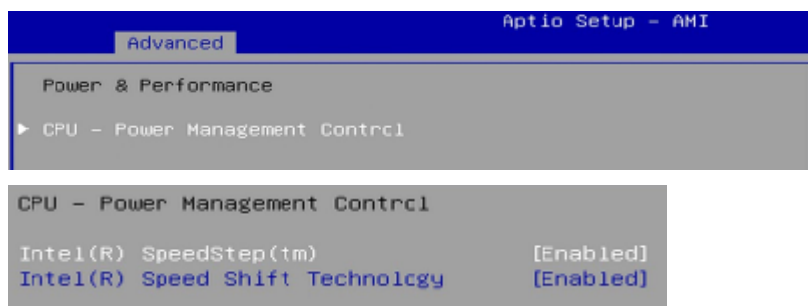 Aptio Setup – AMI
Advanced
Power & Performance
► CPU – Power Management Contrcl
CPU – Power Management Contrcl
Intel(R) SpeedStep(tm) [Enabled]
Intel(R) Speed Shift Technolcgy [Enabled]